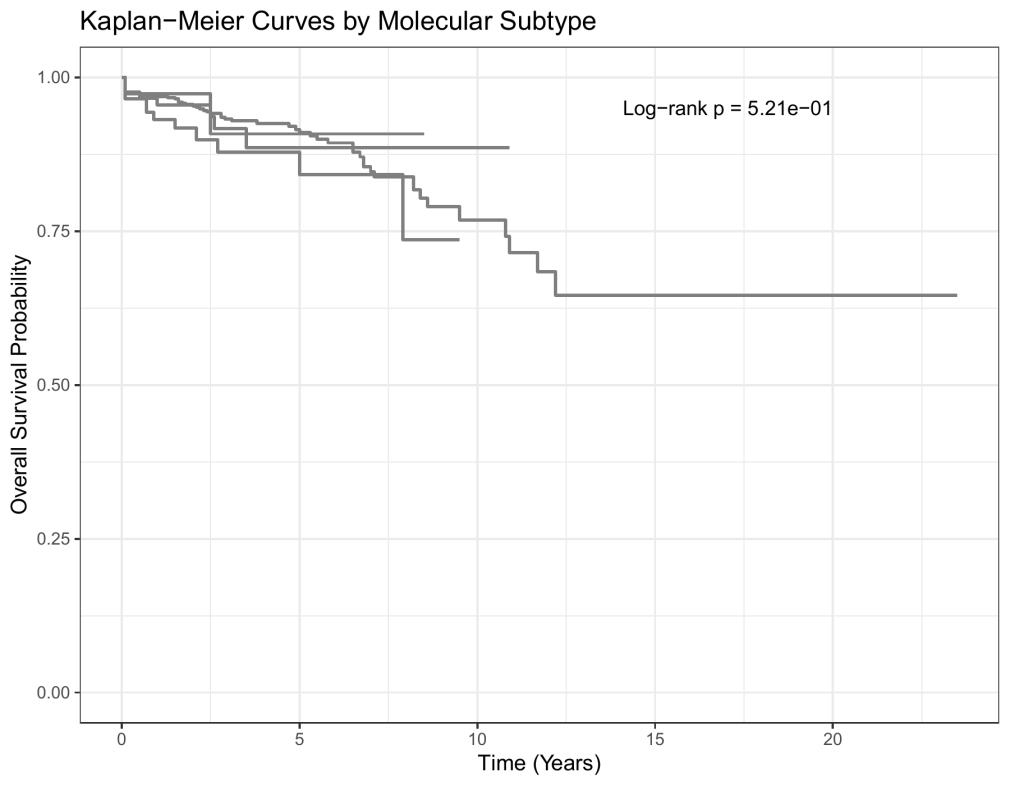 Kaplan−Meier Curves by Molecular Subtype
Log−rank p = 5.21e−01
1.00
0.75
0.50
0.25
0.00
Overall Survival Probability
0 5 10 15 20
Time (Years)